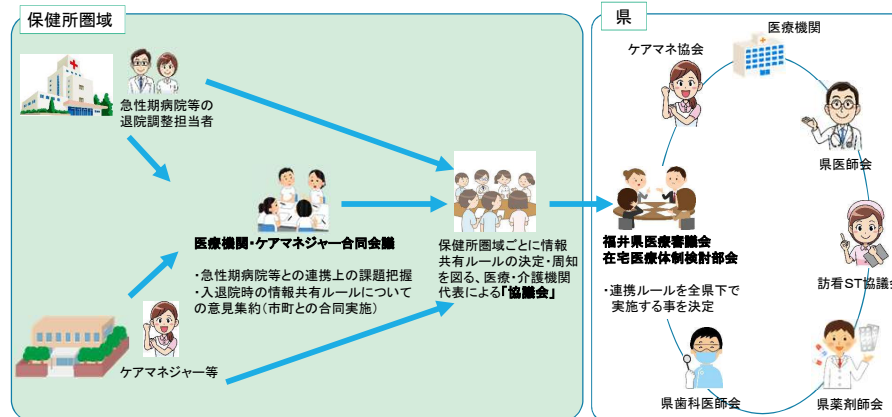 保健所圏域
急性期病院等の
退院調整担当者
医療機関・ケアマネジャー合同会議
・急性期病院等との連携上の課題把握
・入退院時の情報共有ルールについて
の意見集約(市町との合同実施)
ケアマネジャー等
保健所圏域ごとに情報
共有ルールの決定・周知
を図る、医療・介護機関
代表による「協議会」
県
医療機関
ケアマネ協会
県医師会
福井県医療審議会
在宅医療体制検討部会
・連携ルールを全県下で
実施する事を決定
訪看ST協議会
県薬剤師会
県歯科医師会